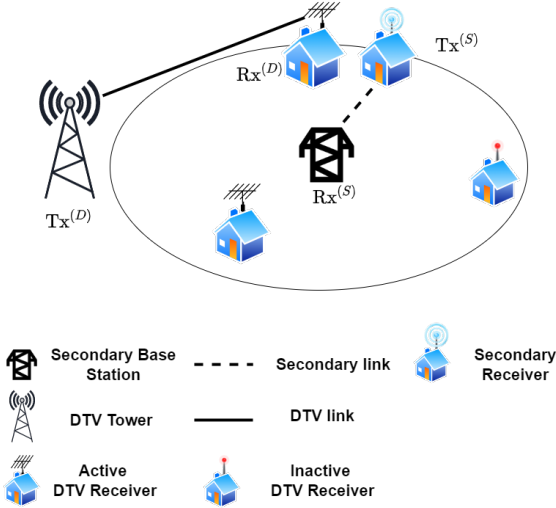 Tx^(S)
Rx^(D)
Rx^(S)
Tx^(D)
Secondary Base
Station
Secondary link
Secondary
Receiver
DTV Tower
DTV link
Active
DTV Receiver
Inactive
DTV Receiver